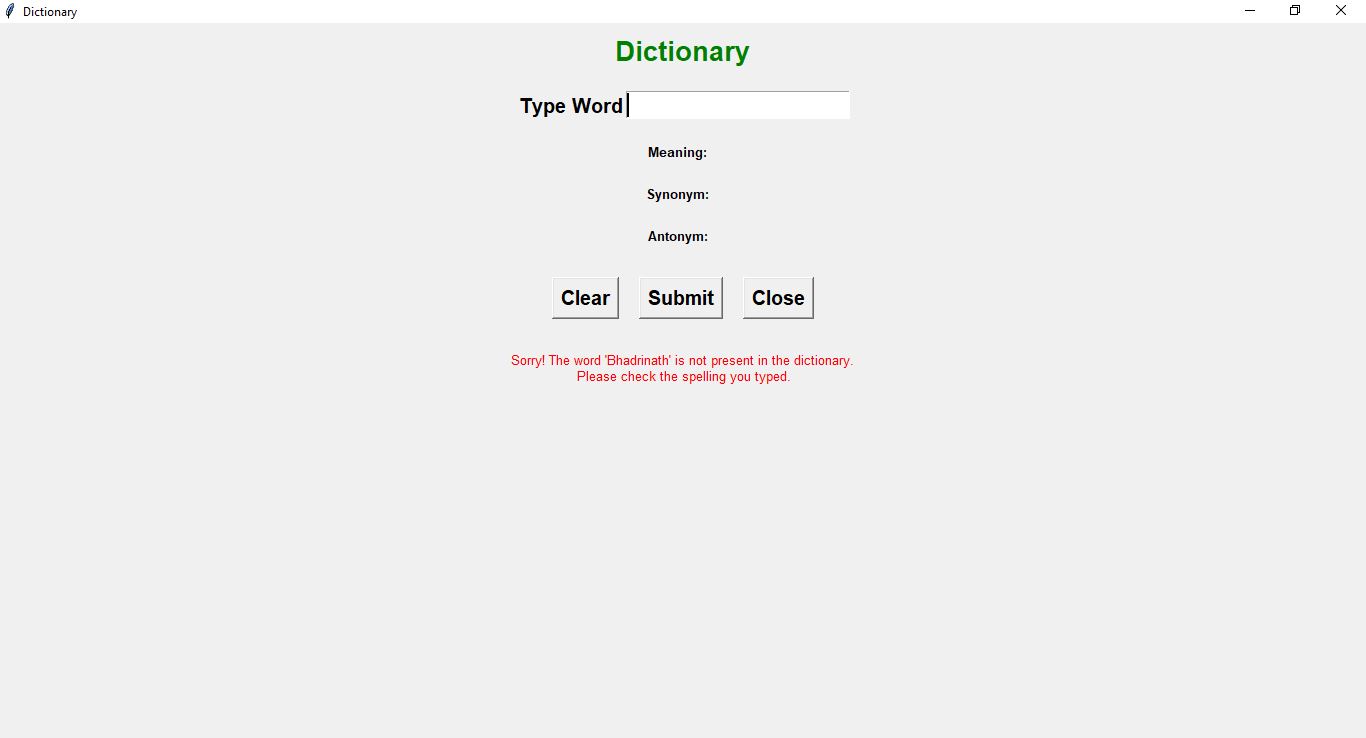 Dictionary
Dictionary
Type Word
Meaning:
Synonym:
Antonym:
Clear Submit Close
Sorry! The word 'Bhadrinath' is not present in the dictionary.
Please check the spelling you typed.